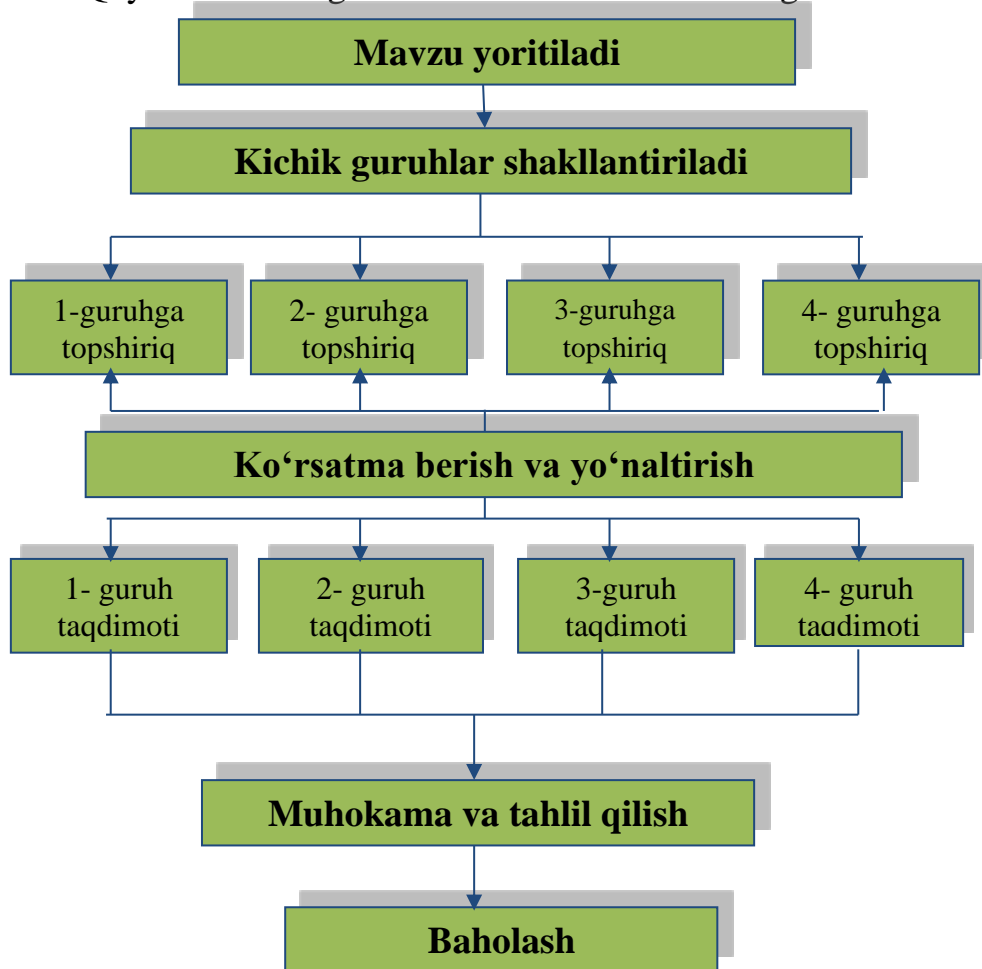 Mavzu yoritiladi
Kichik guruhlar shakllantiriladi
1-guruhga
topshiriq
2- guruhga
topshiriq
3-guruhga
topshiriq
4- guruhga
topshiriq
Ko‘rsatma berish va yo‘naltirish
1- guruh
taqdimoti
2- guruh
taqdimoti
3-guruh
taqdimoti
4- guruh
taqdimoti
Muhokama va tahlil qilish
Baholash